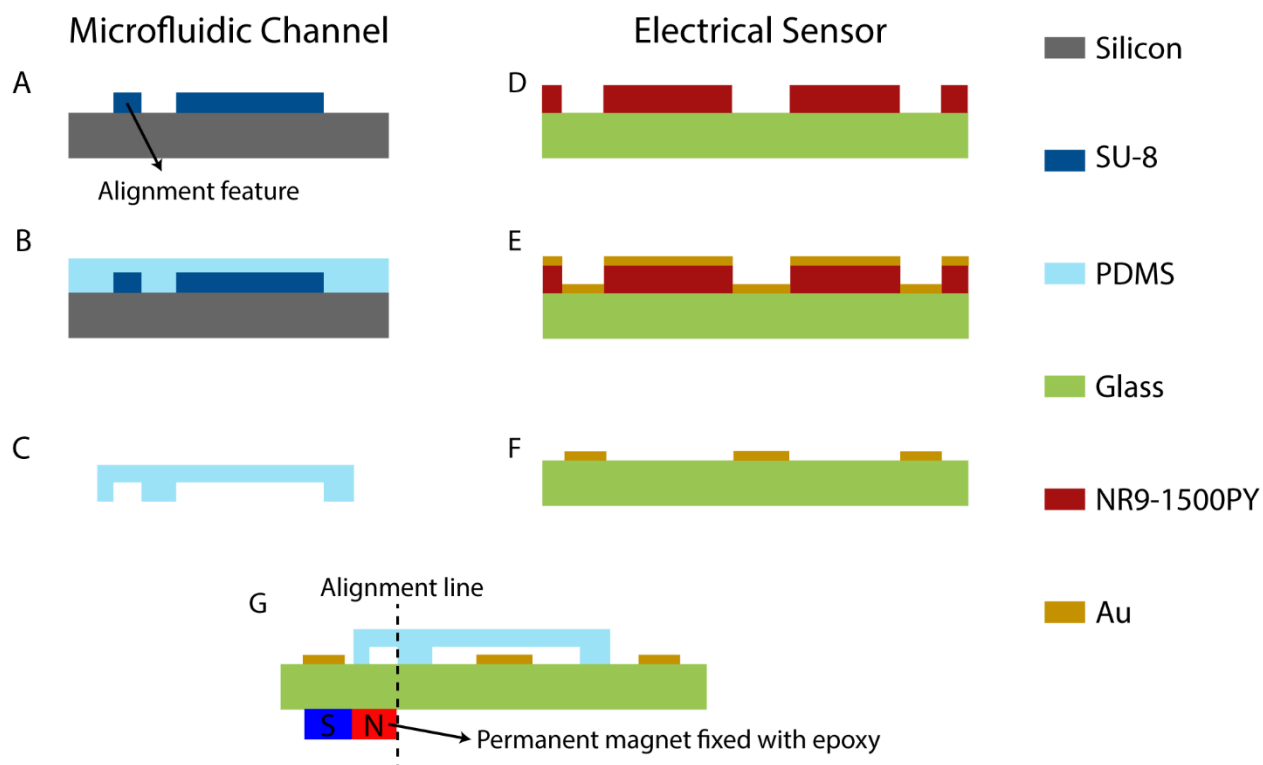 Microfluidic Channel
Electrical Sensor
A
Alignment feature
B
C
D
E
F
G
Alignment line
S
N
Permanent magnet fixed with epoxy
Silicon
SU-8
PDMS
Glass
NR9-1500PY
Au